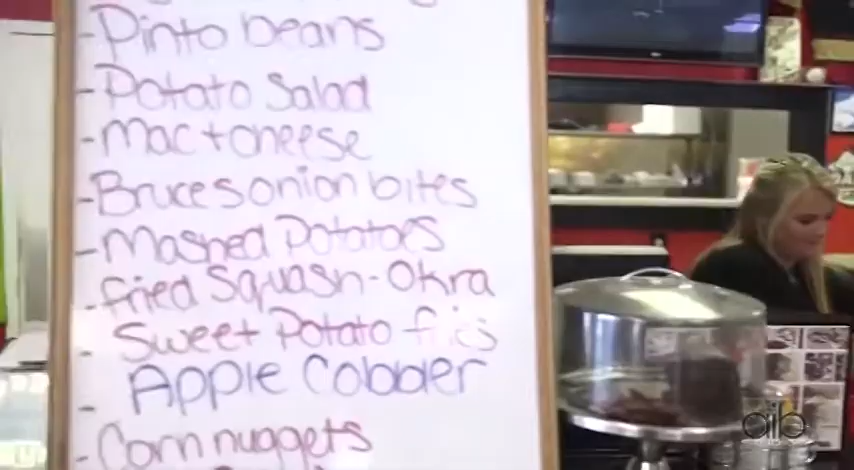 - Pinto beans
- Potato Salad
- Mac + cheese
- Bruces onion bites
- Mashed Potatoes
- fried Squash - Okra
- Sweet Potato fries
- Apple Cobbler
- Corn nuggets
aib